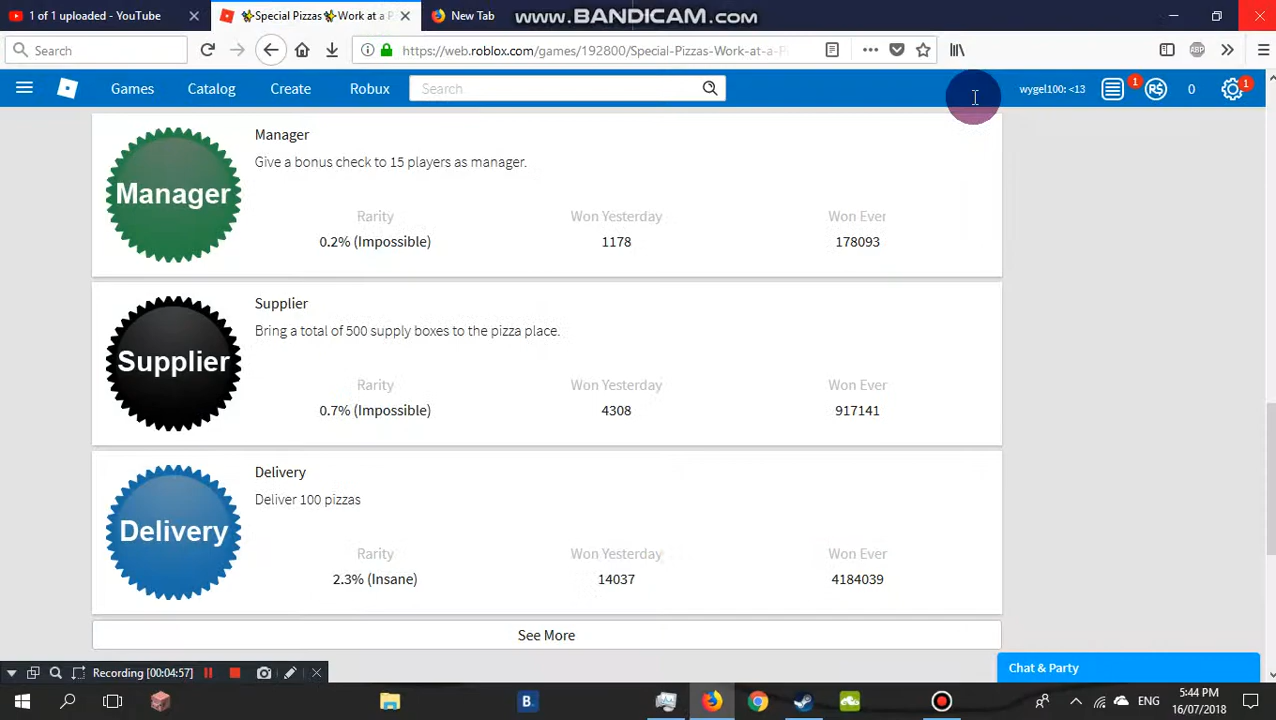 1 of 1 uploaded - YouTube
Special Pizzas Work at a P
New Tab
www.BANDICAM.com
Search
https://web.roblox.com/games/192800/Special-Pizzas-Work-at-a-P
ABP
Games
Catalog
Create
Robux
Search...
wygel100: <13
1
R$
0
1
Manager
Manager
Give a bonus check to 15 players as manager.
Rarity
Won Yesterday
Won Ever
0.2% (Impossible)
1178
178093
Supplier
Supplier
Bring a total of 500 supply boxes to the pizza place.
Rarity
Won Yesterday
Won Ever
0.7% (Impossible)
4308
917141
Delivery
Delivery
Deliver 100 pizzas
Rarity
Won Yesterday
Won Ever
2.3% (Insane)
14037
4184039
See More
Recording [00:04:57]
Chat & Party
B.
ENG
5:44 PM
16/07/2018